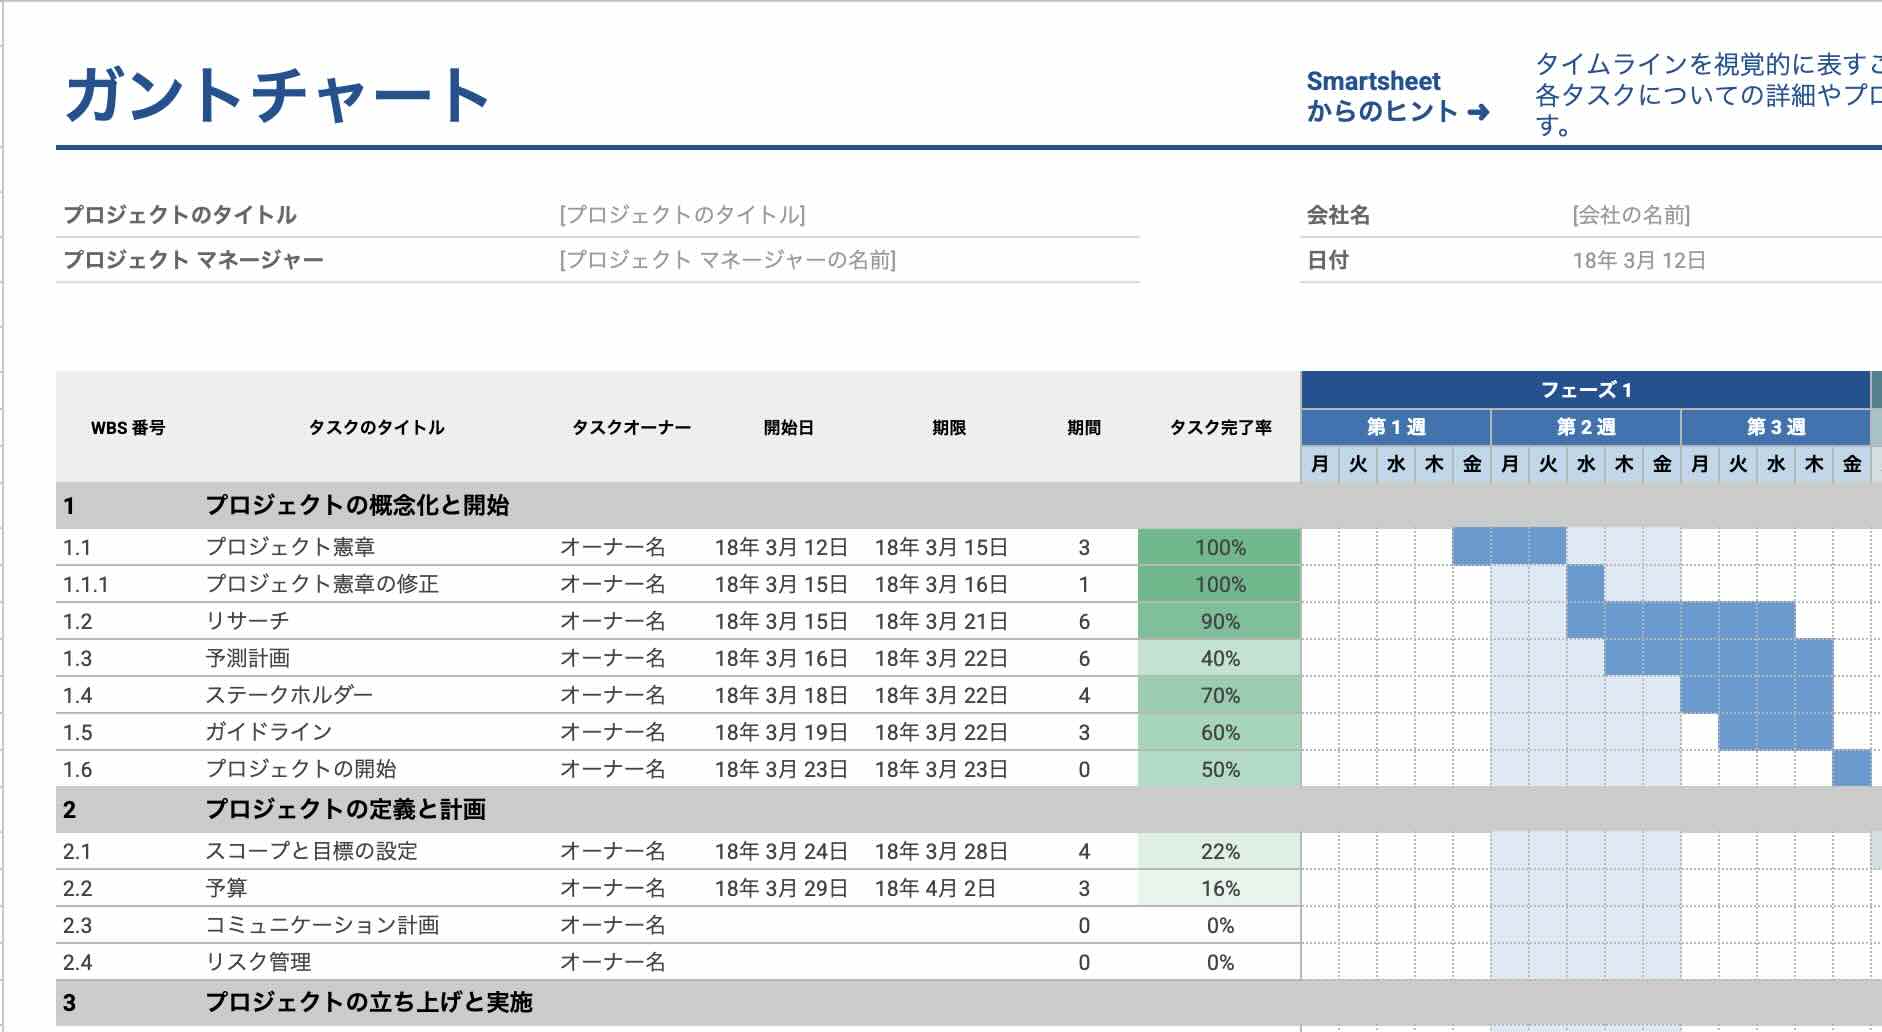 ガントチャート
Smartsheet
からのヒント ➜
タイムラインを視覚的に表すこ
各タスクについての詳細やプロ
す。
プロジェクトのタイトル [プロジェクトのタイトル] 会社名 [会社の名前]
プロジェクト マネージャー [プロジェクト マネージャーの名前] 日付 18年 3月 12日
フェーズ 1
WBS 番号 タスクのタイトル タスクオーナー 開始日 期限 期間 タスク完了率 第 1 週 第 2 週 第 3 週
月 火 水 木 金 月 火 水 木 金 月 火 水 木 金
1 プロジェクトの概念化と開始
1.1 プロジェクト憲章 オーナー名 18年 3月 12日 18年 3月 15日 3 100%
1.1.1 プロジェクト憲章の修正 オーナー名 18年 3月 15日 18年 3月 16日 1 100%
1.2 リサーチ オーナー名 18年 3月 15日 18年 3月 21日 6 90%
1.3 予測計画 オーナー名 18年 3月 16日 18年 3月 22日 6 40%
1.4 ステークホルダー オーナー名 18年 3月 18日 18年 3月 22日 4 70%
1.5 ガイドライン オーナー名 18年 3月 19日 18年 3月 22日 3 60%
1.6 プロジェクトの開始 オーナー名 18年 3月 23日 18年 3月 23日 0 50%
2 プロジェクトの定義と計画
2.1 スコープと目標の設定 オーナー名 18年 3月 24日 18年 3月 28日 4 22%
2.2 予算 オーナー名 18年 3月 29日 18年 4月 2日 3 16%
2.3 コミュニケーション計画 オーナー名 0 0%
2.4 リスク管理 オーナー名 0 0%
3 プロジェクトの立ち上げと実施